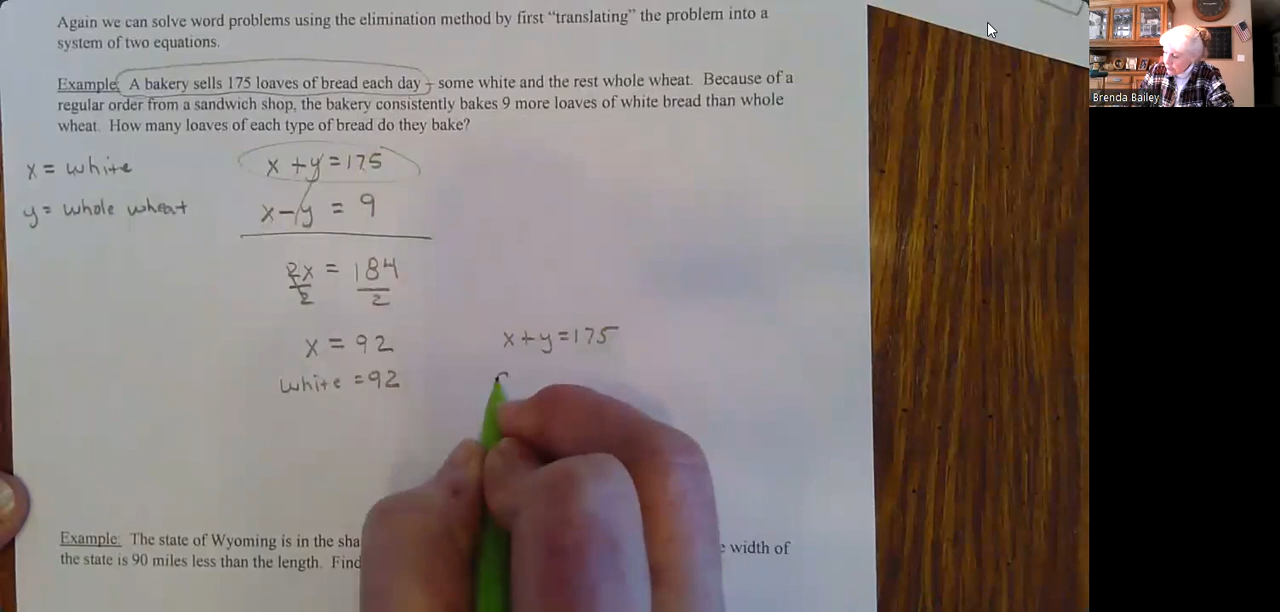 Again we can solve word problems using the elimination method by first “translating” the problem into a
system of two equations.
Example: A bakery sells 175 loaves of bread each day – some white and the rest whole wheat. Because of a
regular order from a sandwich shop, the bakery consistently bakes 9 more loaves of white bread than whole
wheat. How many loaves of each type of bread do they bake?
x = white
y = whole wheat
x + y = 175
x - y = 9
2x = 184
2 2
x = 92
white = 92
x + y = 175
Example: The state of Wyoming is in the width of
the state is 90 miles less than the length. Find
Brenda Bailey